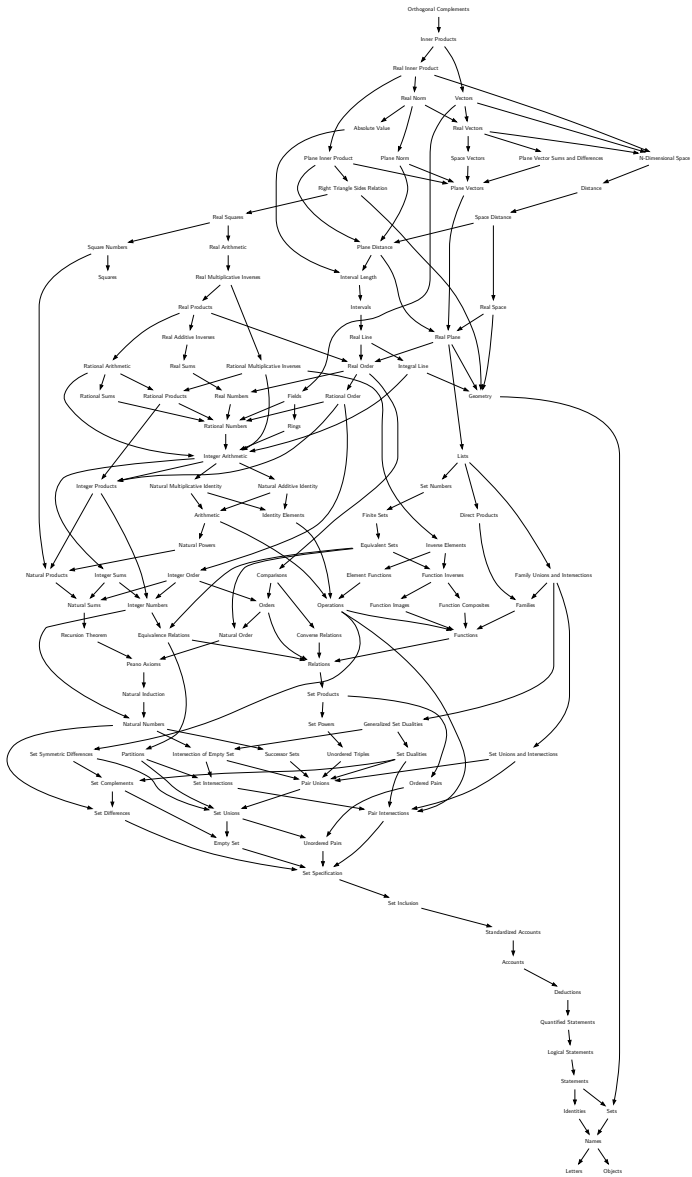 Orthogonal Complements
Inner Products
Real Inner Product
Real Norm
Vectors
Absolute Value
Real Vectors
Plane Inner Product
Plane Norm
Space Vectors
Plane Vector Sums and Differences
N-Dimensional Space
Right Triangle Sides Relation
Plane Vectors
Distance
Real Squares
Space Distance
Square Numbers
Real Arithmetic
Plane Distance
Squares
Real Multiplicative Inverses
Interval Length
Real Products
Intervals
Real Space
Real Additive Inverses
Real Line
Real Plane
Rational Arithmetic
Real Sums
Rational Multiplicative Inverses
Real Order
Integral Line
Rational Sums
Rational Products
Real Numbers
Fields
Rational Order
Geometry
Rational Numbers
Rings
Integer Arithmetic
Lists
Integer Products
Natural Multiplicative Identity
Natural Additive Identity
Set Numbers
Arithmetic
Identity Elements
Finite Sets
Direct Products
Natural Powers
Equivalent Sets
Inverse Elements
Natural Products
Integer Sums
Integer Order
Comparisons
Element Functions
Function Inverses
Family Unions and Intersections
Natural Sums
Integer Numbers
Orders
Operations
Function Images
Function Composites
Families
Recursion Theorem
Equivalence Relations
Natural Order
Converse Relations
Functions
Peano Axioms
Relations
Natural Induction
Set Products
Natural Numbers
Set Powers
Generalized Set Dualities
Set Symmetric Differences
Partitions
Intersection of Empty Set
Successor Sets
Unordered Triples
Set Dualities
Set Unions and Intersections
Set Complements
Set Intersections
Pair Unions
Ordered Pairs
Set Differences
Set Unions
Pair Intersections
Empty Set
Unordered Pairs
Set Specification
Set Inclusion
Standardized Accounts
Accounts
Deductions
Quantified Statements
Logical Statements
Statements
Identities
Sets
Names
Letters
Objects